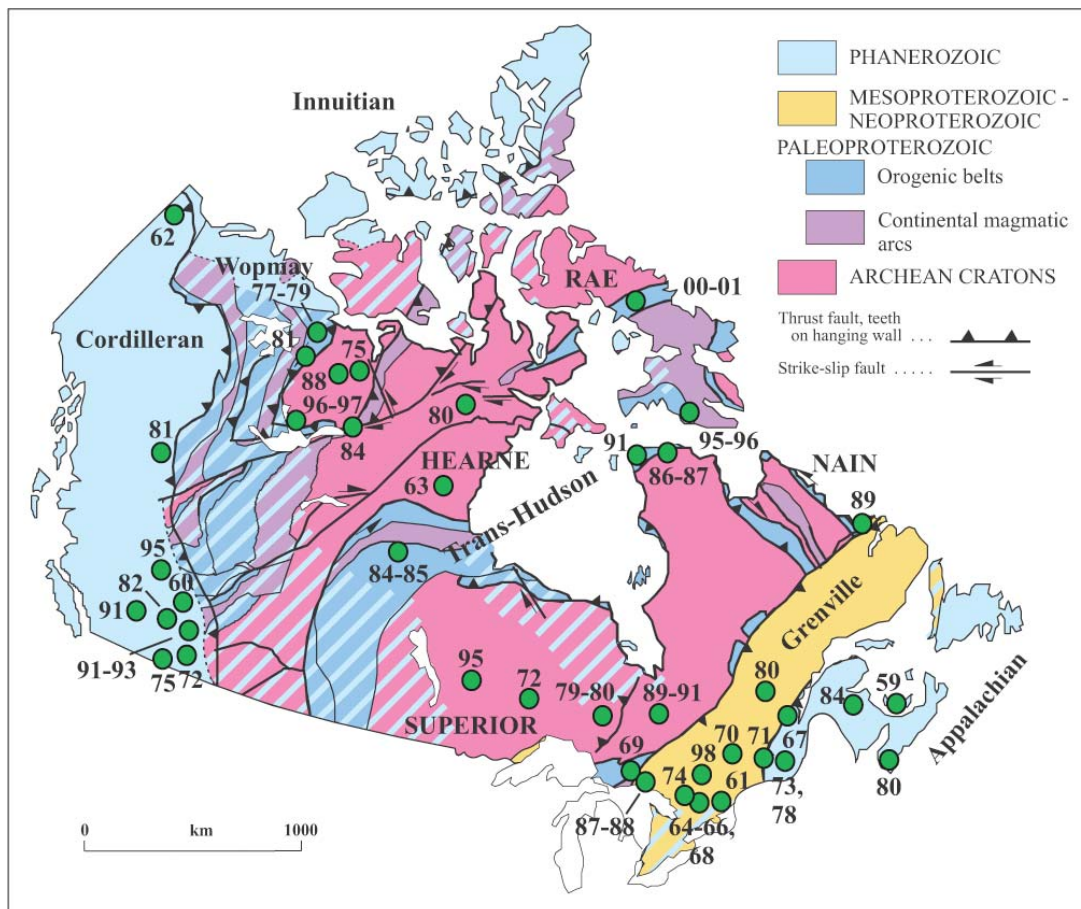 PHANEROZOIC
MESOPROTEROZOIC -
NEOPROTEROZOIC
PALEOPROTEROZOIC
Orogenic belts
Continental magmatic
arcs
ARCHEAN CRATONS
Thrust fault, teeth
on hanging wall . . .
Strike-slip fault . . . . .
Innuitian
62
Wopmay
77-79
RAE
00-01
Cordilleran
81
75
88
96-97
80
81
84
95-96
91
86-87
HEARNE
63
NAIN
89
Trans-Hudson
95
84-85
82
60
91
Grenville
91-93
75
72
95
72
79-80
89-91
80
84
59
SUPERIOR
Appalachian
69
70
71
67
98
74
61
73,
78
80
87-88
64-66,
68
0
km
1000